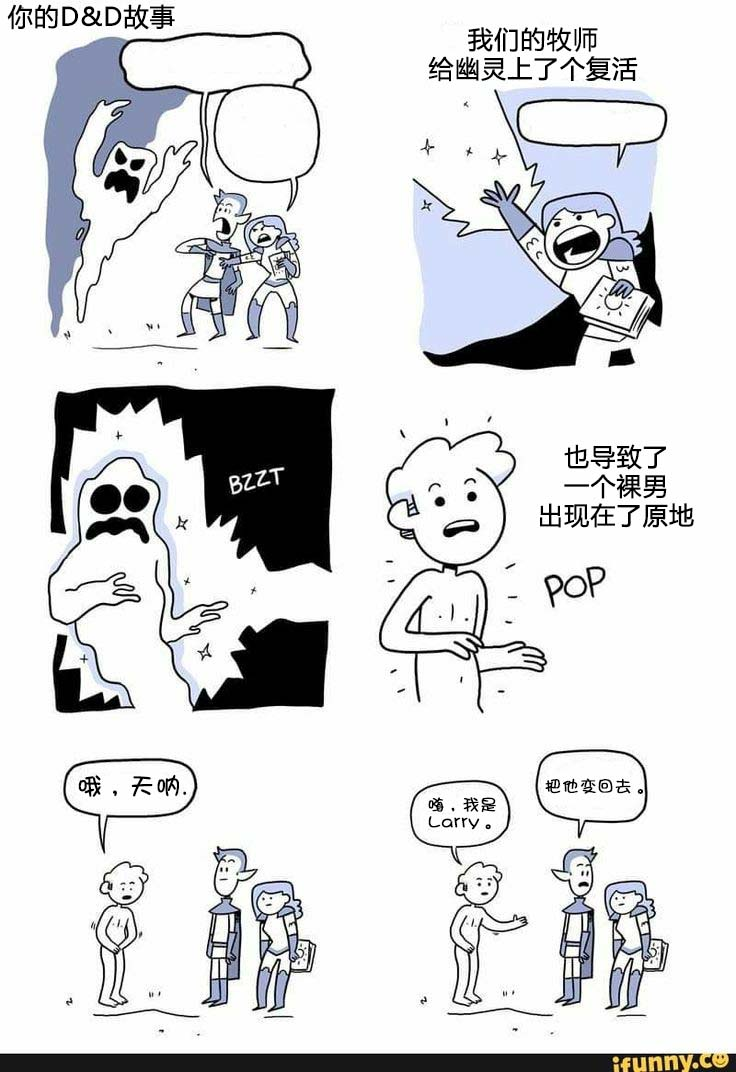 你的D&D故事
我们的牧师
给幽灵上了个复活
BZZT
也导致了
一个裸男
出现在了原地
POP
哦，天呐.
嗨，我是
Larry。
把他变回去。
ifunny.co